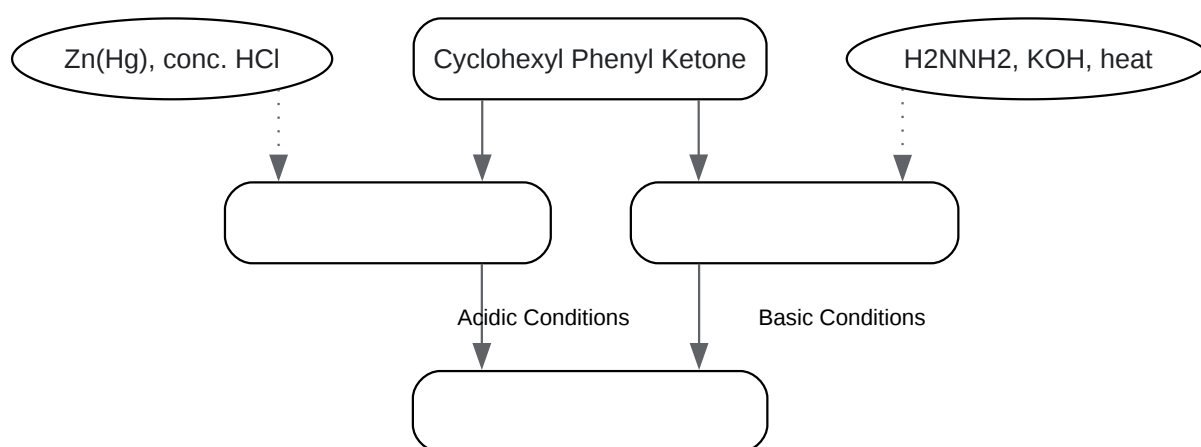 Zn(Hg), conc. HCl
Cyclohexyl Phenyl Ketone
H2NNH2, KOH, heat
Acidic Conditions
Basic Conditions